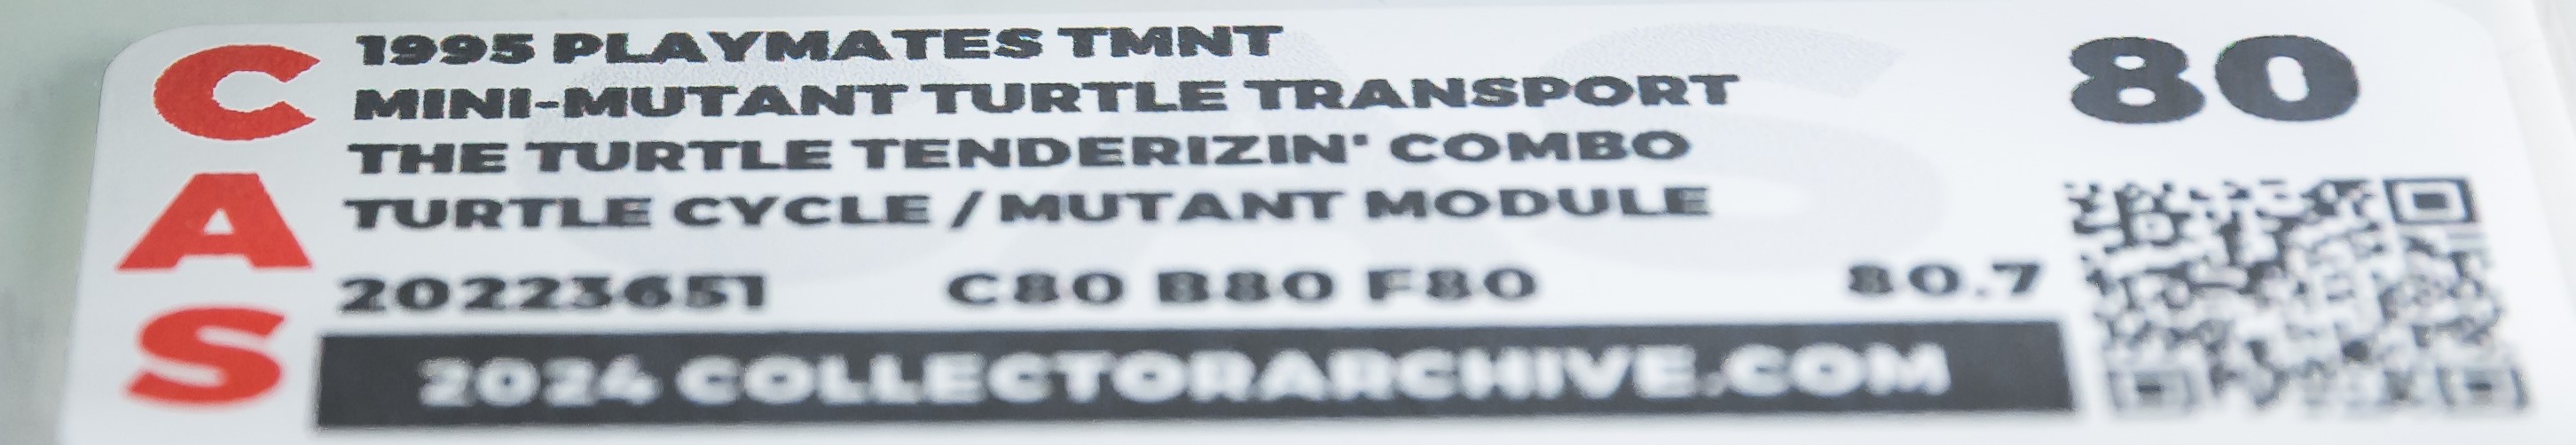 CAS
1995 PLAYMATES TMNT
MINI-MUTANT TURTLE TRANSPORT
THE TURTLE TENDERIZIN' COMBO
TURTLE CYCLE / MUTANT MODULE
20223651 C80 B80 F80 80.7
2024 COLLECTORARCHIVE.COM
80